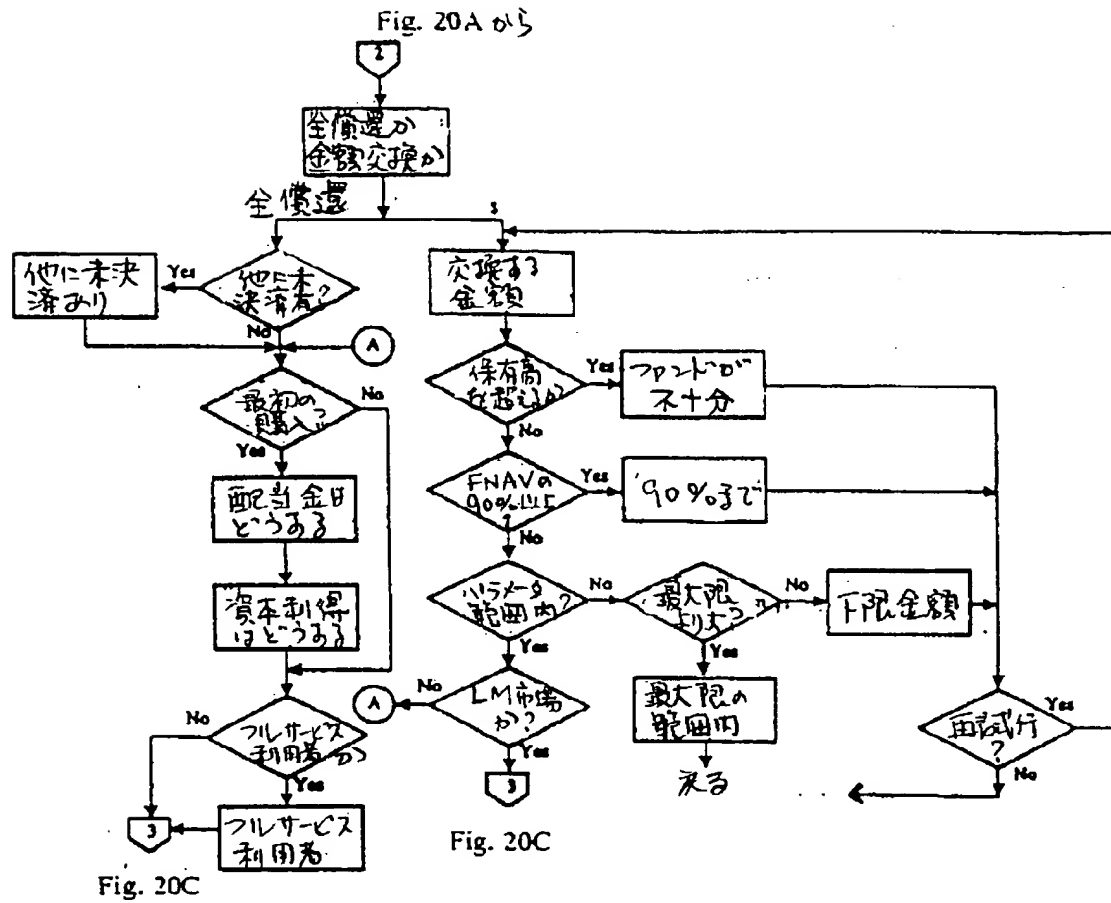 Fig. 20A から
2
全償還か
金額交換か
全償還
$
他に未決
済あり
Yes
他に未
決済有?
No
A
交換する
金額
保有高
を超えるか?
Yes
ファンドが
不十分
No
最初の
購入?
No
Yes
FNAVの
90%以上
?
Yes
90%まで
No
配当金は
どうする
資本利得
はどうする
パラメータ
範囲内?
No
最大限
より大?
No
下限金額
Yes
Yes
A
No
LM市場
か?
Yes
3
最大限の
範囲内
戻る
再試行
?
Yes
No
No
フルサービス
利用者か
Yes
3
フルサービス
利用者
Fig. 20C
Fig. 20C